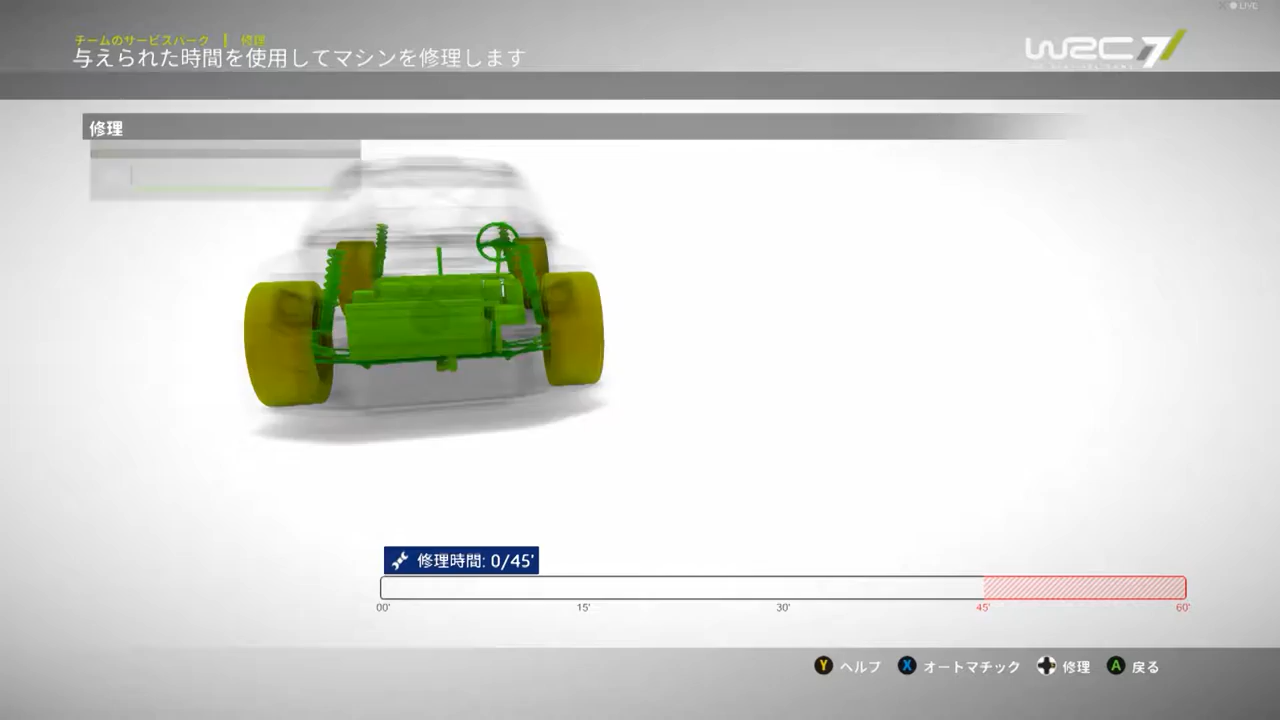 LIVE
チームのサービスパーク | 修理
与えられた時間を使用してマシンを修理します
WRC 7
修理
修理時間: 0/45'
00' 15' 30' 45' 60'
Y ヘルプ X オートマチック 修理 A 戻る